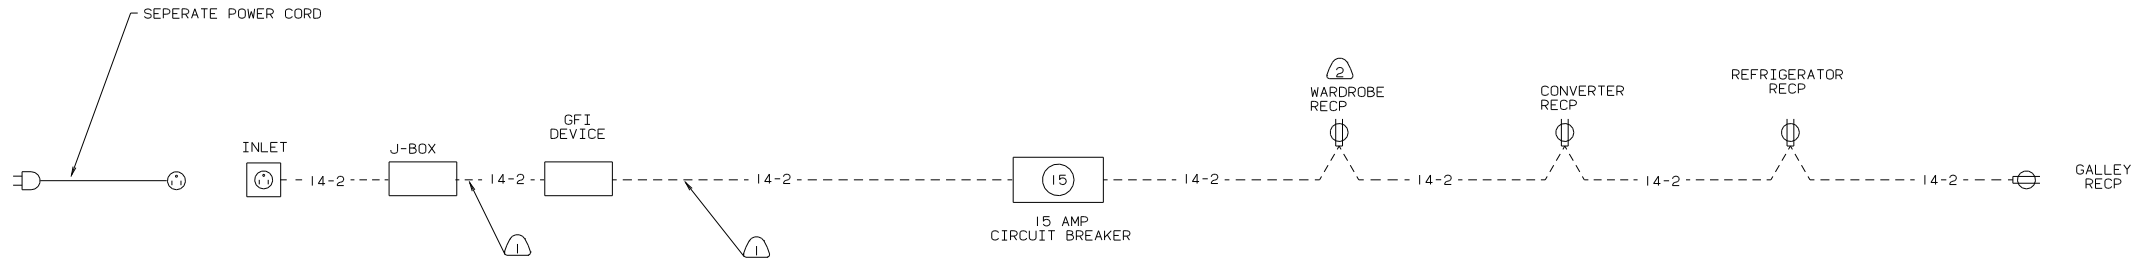 SEPERATE POWER CORD
INLET
14-2
J-BOX
14-2
1
GFI
DEVICE
14-2
1
15
15 AMP
CIRCUIT BREAKER
14-2
2
WARDROBE
RECP
14-2
CONVERTER
RECP
14-2
REFRIGERATOR
RECP
14-2
GALLEY
RECP